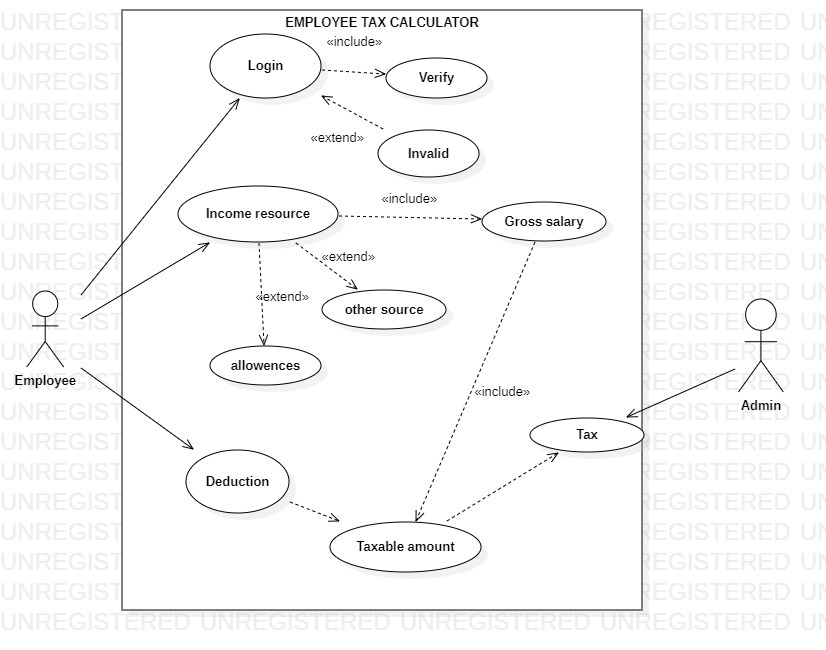 EMPLOYEE TAX CALCULATOR
«include»
Login
Verify
«extend»
Invalid
«include»
Income resource
Gross salary
«extend»
«extend»
other source
allowences
Employee
«include»
Admin
Tax
Deduction
Taxable amount
UNREGISTERED UNREGISTERED UNREGISTERED UNREGISTERED UN